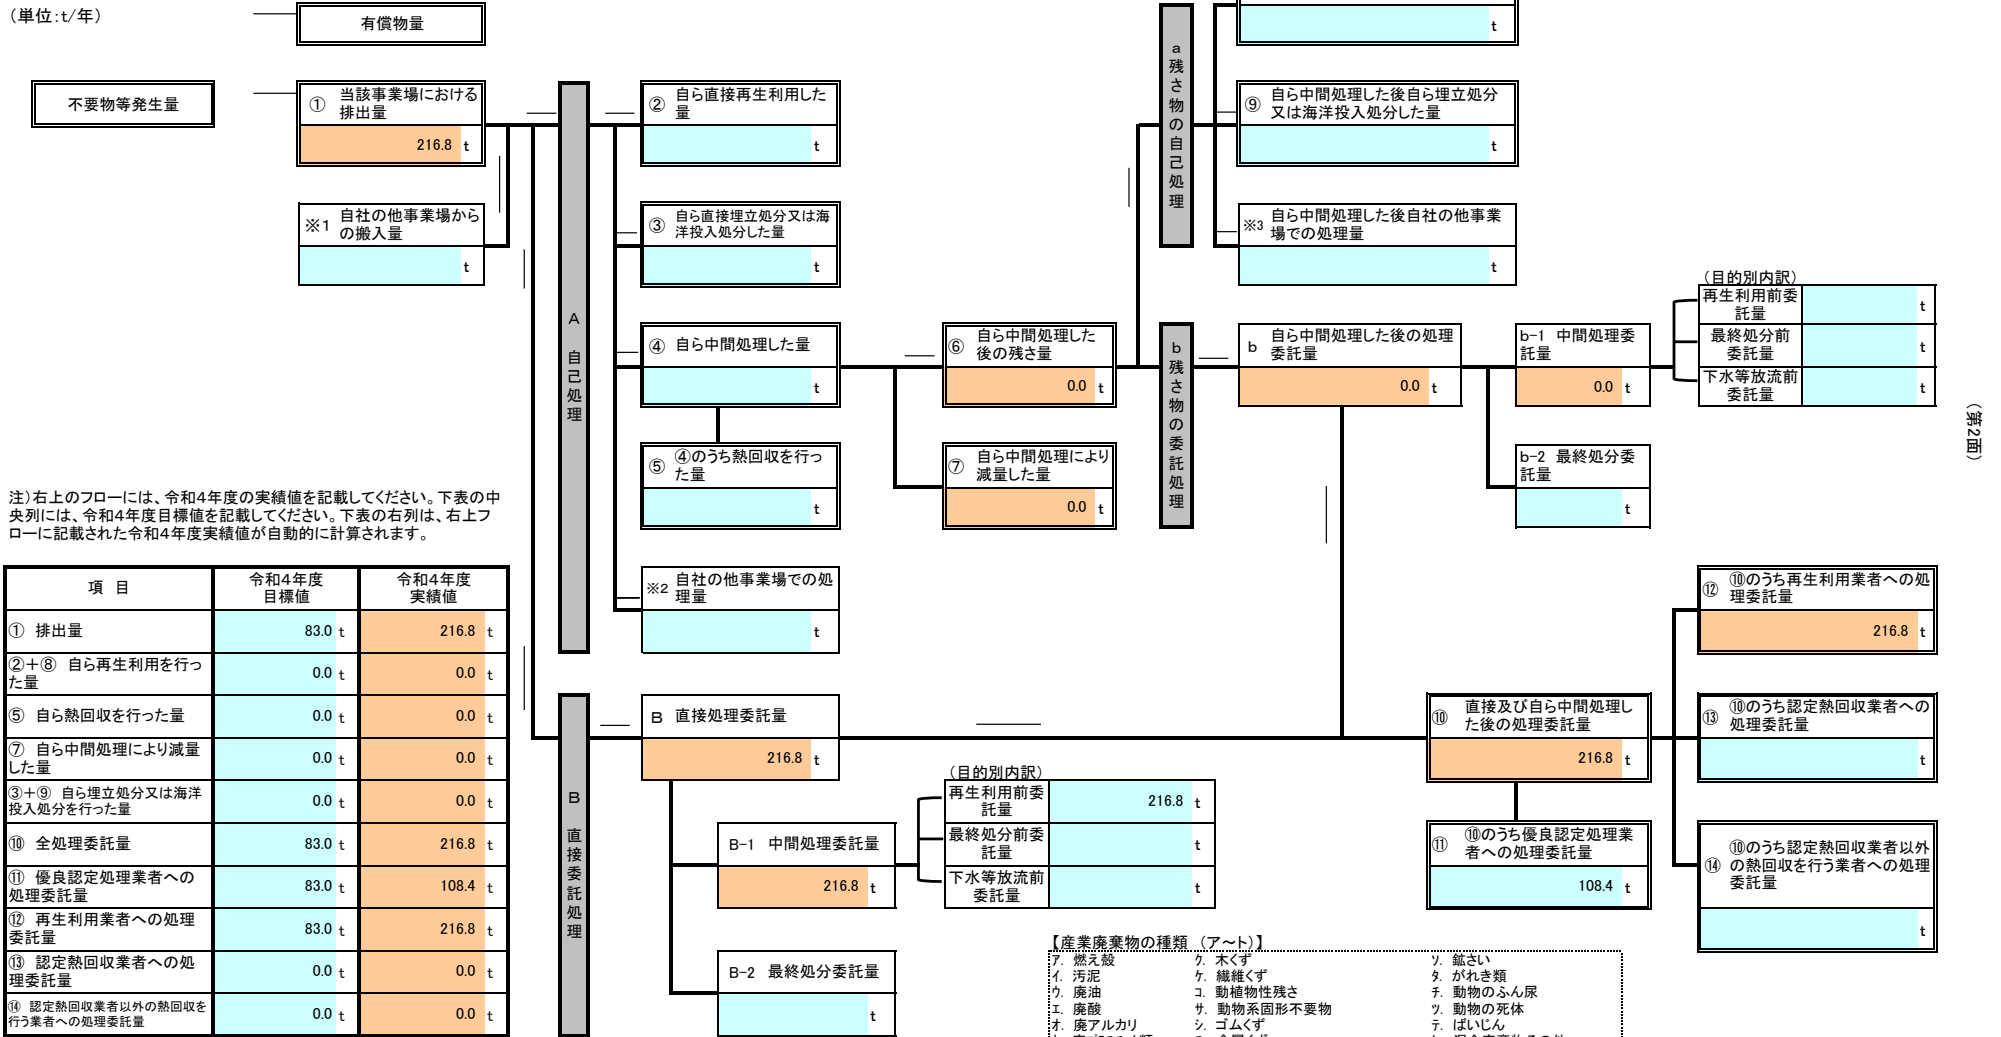 （単位：t/年）
有償物量
不要物等発生量
① 当該事業場における
排出量
216.8 t
※1 自社の他事業場から
の搬入量
t
A 自己処理
② 自ら直接再生利用した
量
t
③ 自ら直接埋立処分又は海
洋投入処分した量
t
④ 自ら中間処理した量
t
⑤ ④のうち熱回収を行っ
た量
t
※2 自社の他事業場での処
理量
t
⑥ 自ら中間処理した
後の残さ量
0.0 t
⑦ 自ら中間処理により
減量した量
0.0 t
a 残さ物の自己処理
t
⑨ 自ら中間処理した後自ら埋立処分
又は海洋投入処分した量
t
※3 自ら中間処理した後自社の他事業
場での処理量
t
b 残さ物の委託処理
b 自ら中間処理した後の処理
委託量
0.0 t
b-1 中間処理委
託量
0.0 t
b-2 最終処分委
託量
t
（目的別内訳）
再生利用前委
託量
t
最終処分前
委託量
t
下水等放流前
委託量
t
（第2面）
注）右上のフローには、令和4年度の実績値を記載してください。下表の中
央列には、令和4年度目標値を記載してください。下表の右列は、右上フ
ローに記載された令和4年度実績値が自動的に計算されます。
項 目 令和4年度
目標値 令和4年度
実績値
① 排出量 83.0 t 216.8 t
②＋⑧ 自ら再生利用を行っ
た量 0.0 t 0.0 t
⑤ 自ら熱回収を行った量 0.0 t 0.0 t
⑦ 自ら中間処理により減量
した量 0.0 t 0.0 t
③＋⑨ 自ら埋立処分又は海洋
投入処分を行った量 0.0 t 0.0 t
⑩ 全処理委託量 83.0 t 216.8 t
⑪ 優良認定処理業者への
処理委託量 83.0 t 108.4 t
⑫ 再生利用業者への処理
委託量 83.0 t 216.8 t
⑬ 認定熱回収業者への処
理委託量 0.0 t 0.0 t
⑭ 認定熱回収業者以外の熱回収を
行う業者への処理委託量 0.0 t 0.0 t
B 直接委託処理
B 直接処理委託量
216.8 t
B-1 中間処理委託量
216.8 t
B-2 最終処分委託量
t
（目的別内訳）
再生利用前委
託量
216.8 t
最終処分前委
託量
t
下水等放流前
委託量
t
⑩ 直接及び自ら中間処理し
た後の処理委託量
216.8 t
⑪ ⑩のうち優良認定処理業
者への処理委託量
108.4 t
⑫ ⑩のうち再生利用業者への処
理委託量
216.8 t
⑬ ⑩のうち認定熱回収業者への
処理委託量
t
⑭ ⑩のうち認定熱回収業者以外
の熱回収を行う業者への処理
委託量
t
【産業廃棄物の種類 （ア～ト）】
ア. 燃え殻 ク. 木くず ソ. 鉱さい
イ. 汚泥 ケ. 繊維くず タ. がれき類
ウ. 廃油 コ. 動植物性残さ チ. 動物のふん尿
エ. 廃酸 サ. 動物系固形不要物 ツ. 動物の死体
オ. 廃アルカリ シ. ゴムくず テ. ばいじん